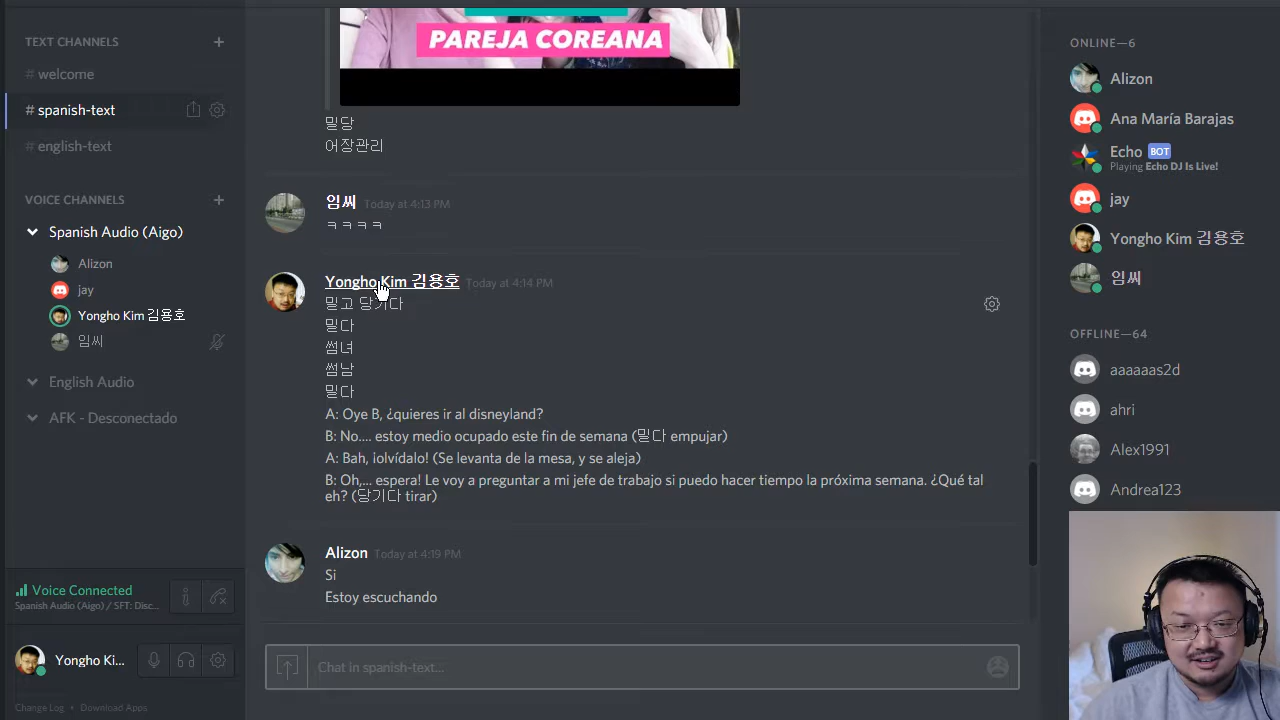 TEXT CHANNELS +
# welcome
# spanish-text
# english-text
VOICE CHANNELS +
Spanish Audio (Aigo)
Alizon
jay
Yongho Kim 김용호
임씨
English Audio
AFK - Desconectado
Voice Connected
Spanish Audio (Aigo) / SFT: Disc...
Yongho Ki...
Change Log • Download Apps
PAREJA COREANA
밀당
어장관리
임씨 Today at 4:13 PM
ㅋㅋㅋㅋ
Yongho Kim 김용호 Today at 4:14 PM
밀고 당기다
밀다
썸녀
썸남
밀다
A: Oye B, ¿quieres ir al disneyland?
B: No.... estoy medio ocupado este fin de semana (밀다 empujar)
A: Bah, ¡olvídalo! (Se levanta de la mesa, y se aleja)
B: Oh,... espera! Le voy a preguntar a mi jefe de trabajo si puedo hacer tiempo la próxima semana. ¿Qué tal
eh? (당기다 tirar)
Alizon Today at 4:19 PM
Si
Estoy escuchando
Chat in spanish-text...
ONLINE—6
Alizon
Ana María Barajas
Echo BOT
Playing Echo DJ Is Live!
jay
Yongho Kim 김용호
임씨
OFFLINE—64
aaaaaas2d
ahri
Alex1991
Andrea123